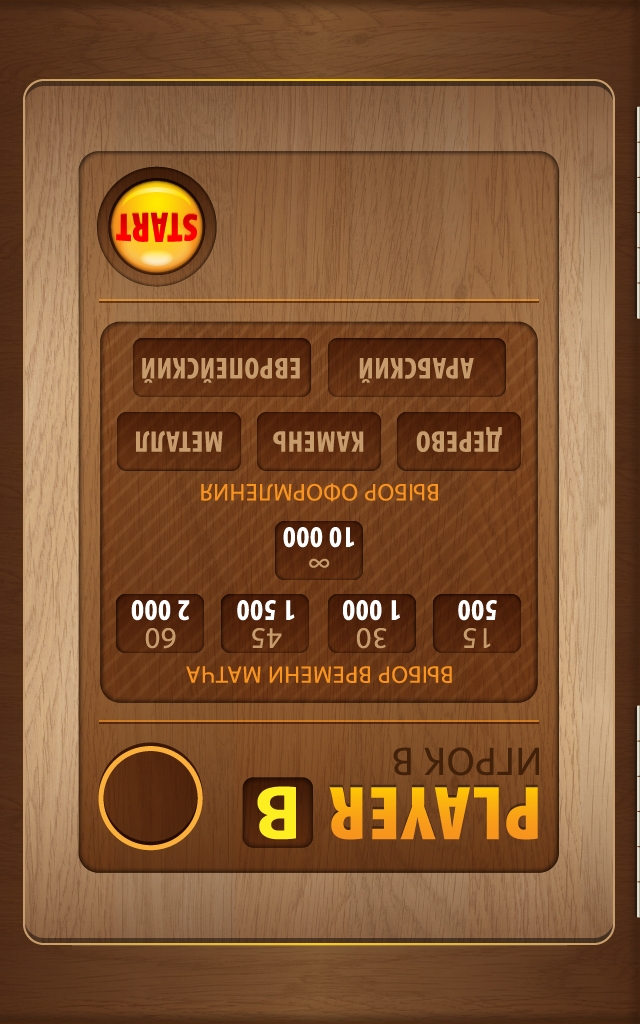 PLAYER B
ИГРОК B
ВЫБОР ВРЕМЕНИ МАТЧА
15 30 45 60
500 1 000 1 500 2 000
∞
10 000
ВЫБОР ОФОРМЛЕНИЯ
ДЕРЕВО КАМЕНЬ МЕТАЛЛ
АРАБСКИЙ ЕВРОПЕЙСКИЙ
START